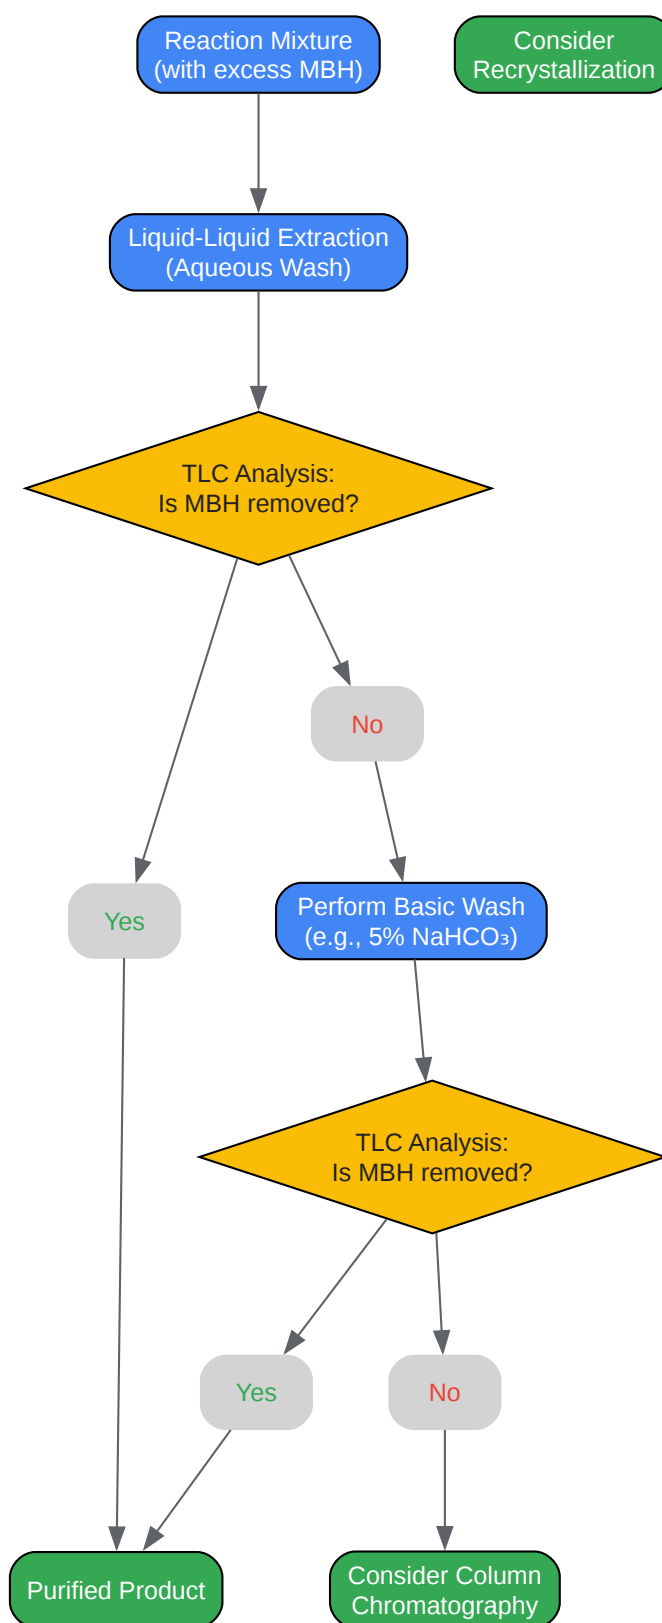 Reaction Mixture
(with excess MBH)
Consider
Recrystallization
Liquid-Liquid Extraction
(Aqueous Wash)
TLC Analysis:
Is MBH removed?
No
Yes
Perform Basic Wash
(e.g., 5% NaHCO₃)
TLC Analysis:
Is MBH removed?
Yes
No
Purified Product
Consider Column
Chromatography